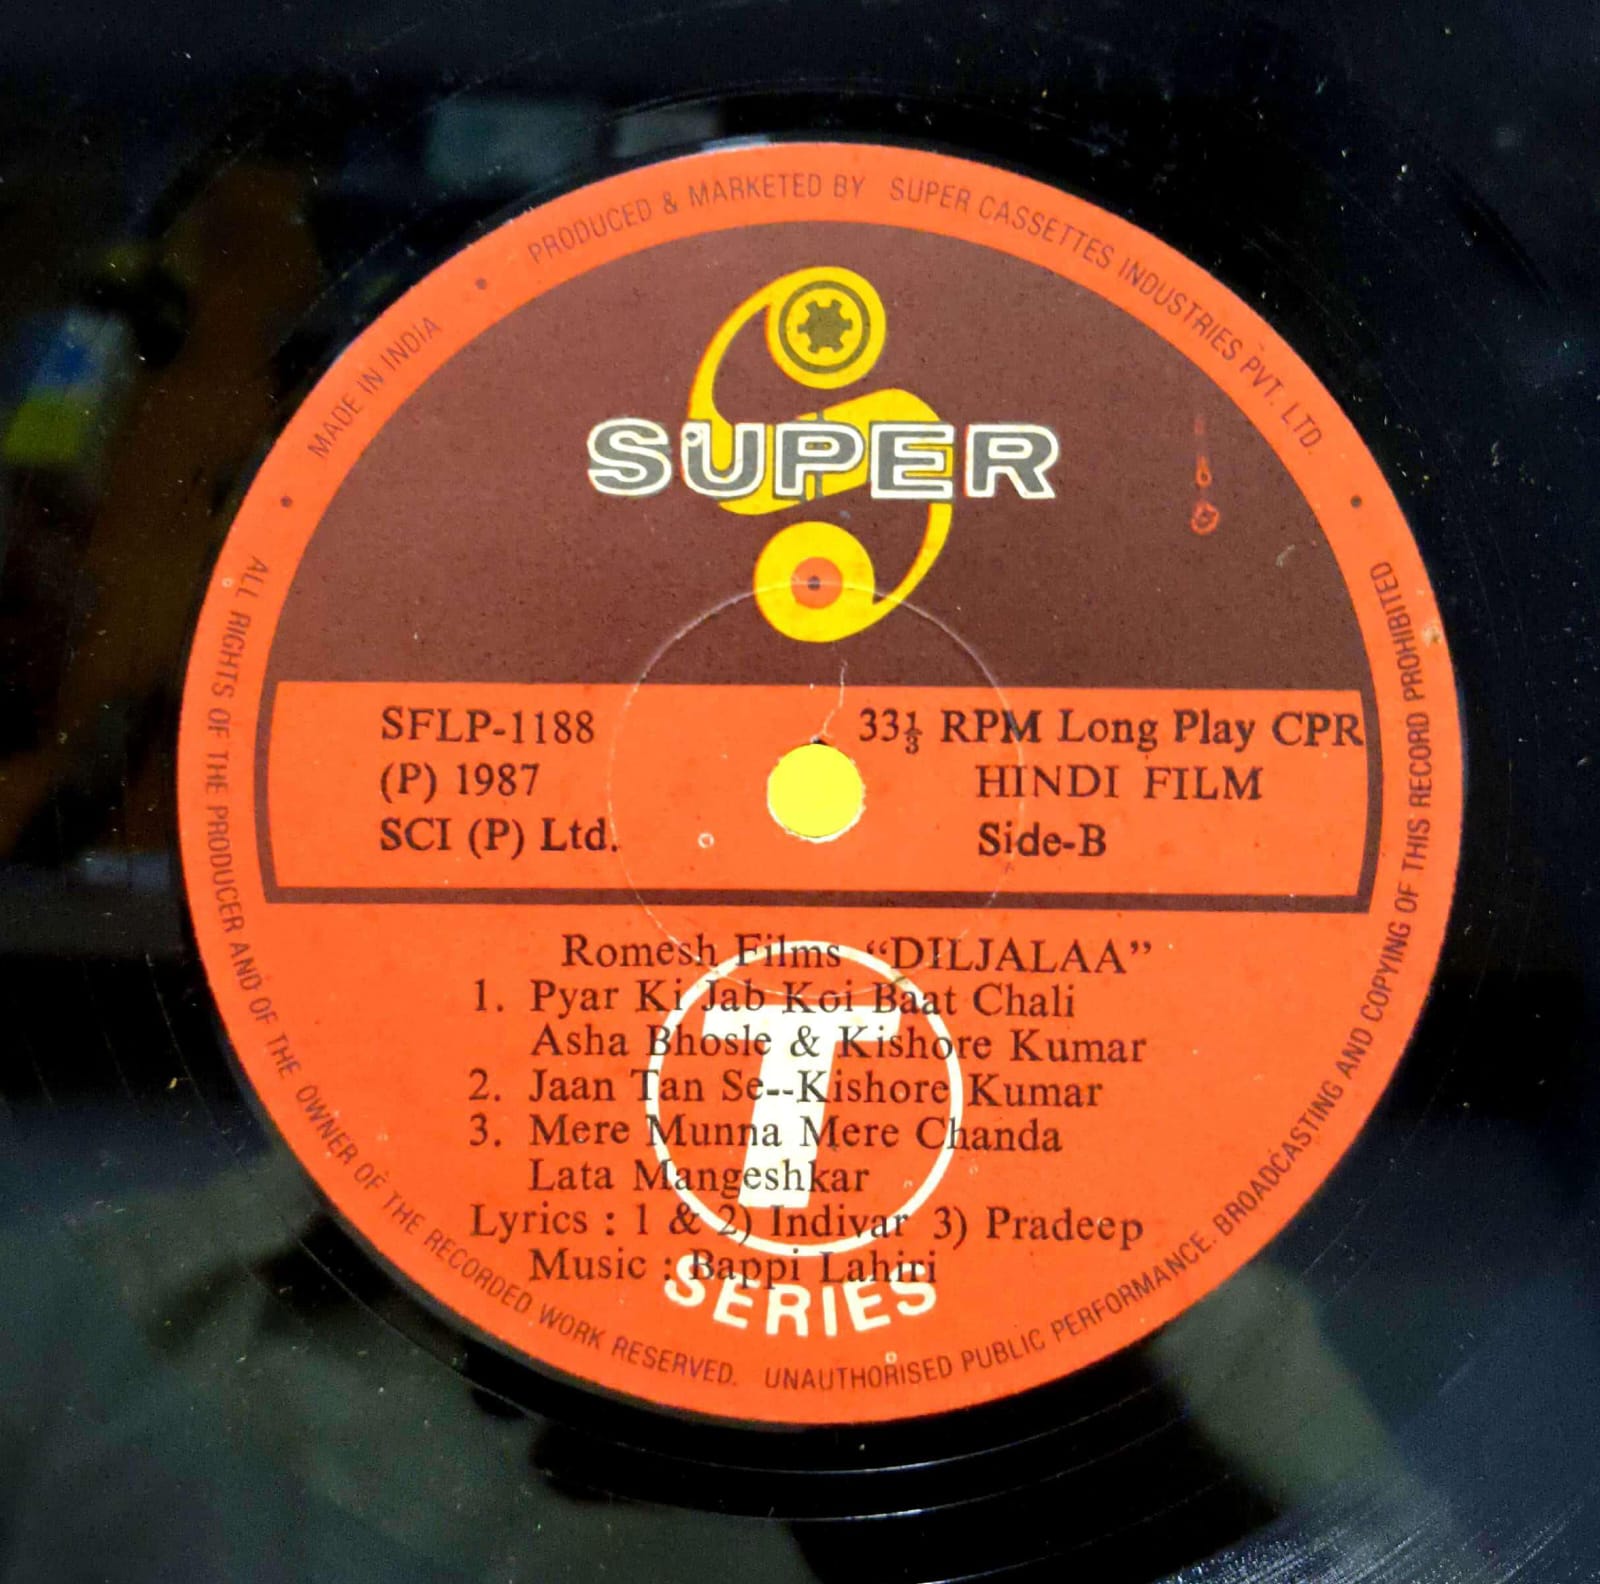 MADE IN INDIA • PRODUCED & MARKETED BY SUPER CASSETTES INDUSTRIES PVT. LTD.
SUPER
SFLP-1188
(P) 1987
SCI (P) Ltd.
33⅓ RPM Long Play CPR
HINDI FILM
Side-B
Romesh Films “DILJALAA”
1. Pyar Ki Jab Koi Baat Chali
Asha Bhosle & Kishore Kumar
2. Jaan Tan Se--Kishore Kumar
3. Mere Munna Mere Chanda
Lata Mangeshkar
Lyrics : 1 & 2) Indivar 3) Pradeep
Music : Bappi Lahiri
T
SERIES
ALL RIGHTS OF THE PRODUCER AND OF THE OWNER OF THE RECORDED WORK RESERVED. UNAUTHORISED PUBLIC PERFORMANCE. BROADCASTING AND COPYING OF THIS RECORD PROHIBITED